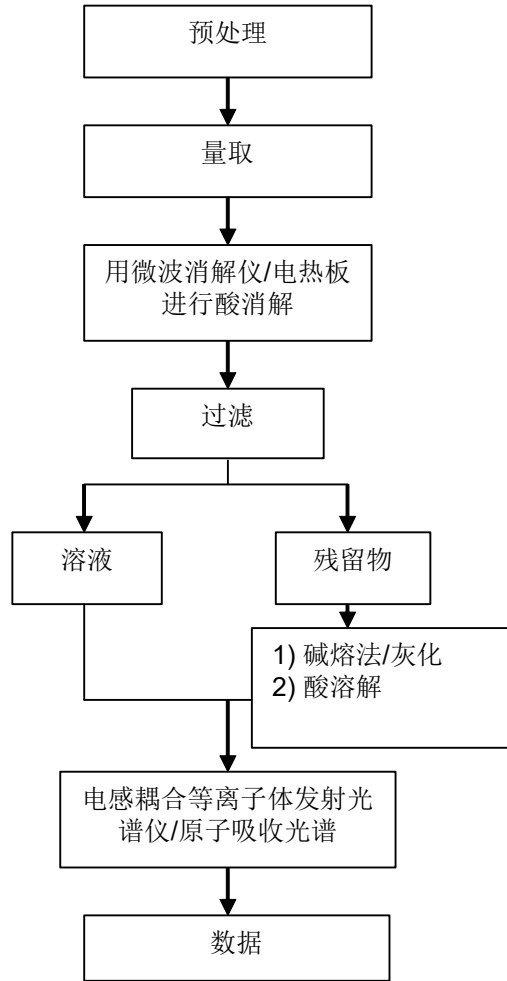 预处理
量取
用微波消解仪/电热板
进行酸消解
过滤
溶液
残留物
1) 碱熔法/灰化
2) 酸溶解
电感耦合等离子体发射光
谱仪/原子吸收光谱
数据